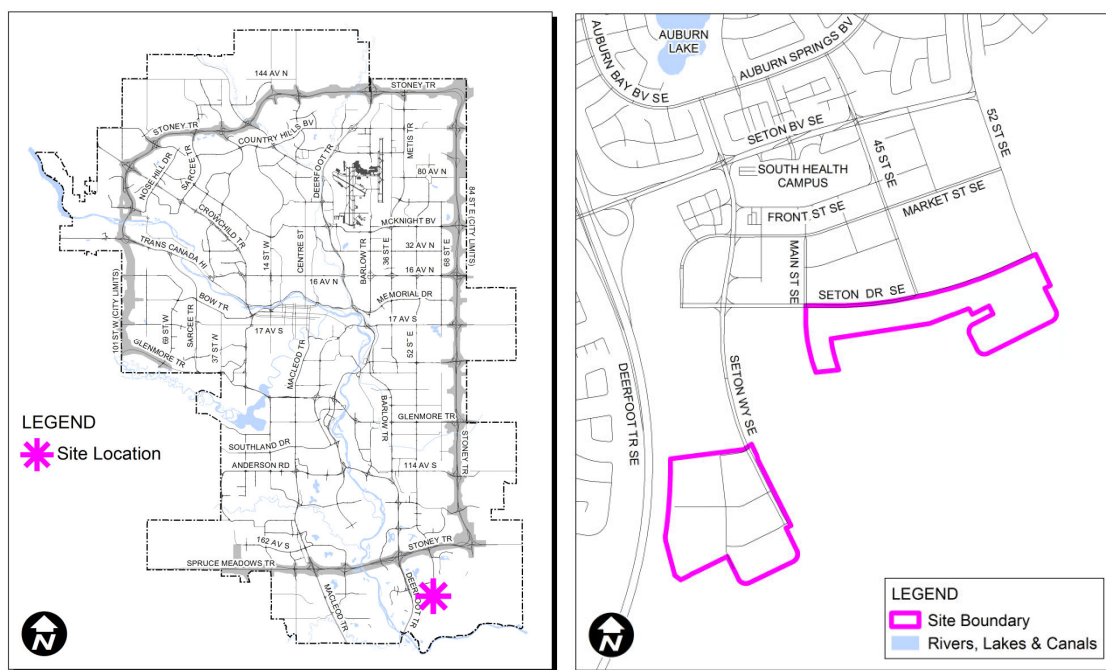 144 AV N
STONEY TR
STONEY TR
COUNTRY HILLS BV
SARCEE TR
NOSE HILL DR
DEERFOOT TR
METIS TR
80 AV N
84 ST E (CITY LIMITS)
CROWCHILD TR
MCKNIGHT BV
TRANS CANADA HI
14 ST W
CENTRE ST
BARLOW TR
36 ST E
32 AV N
68 ST E
16 AV N
16 AV N
101 ST W (CITY LIMITS)
BOW TR
MEMORIAL DR
69 ST W
SARCEE TR
37 ST W
17 AV S
17 AV S
52 ST E
GLENMORE TR
MACLEOD TR
BARLOW TR
GLENMORE TR
STONEY TR
SOUTHLAND DR
ANDERSON RD
114 AV S
162 AV S
STONEY TR
SPRUCE MEADOWS TR
MACLEOD TR
DEERFOOT TR
LEGEND
Site Location
N
AUBURN
LAKE
AUBURN BAY BV SE
AUBURN SPRINGS BV
SETON BV SE
52 ST SE
45 ST SE
SOUTH HEALTH
CAMPUS
FRONT ST SE
MARKET ST SE
MAIN ST SE
SETON DR SE
SETON WY SE
DEERFOOT TR SE
LEGEND
Site Boundary
Rivers, Lakes & Canals
N